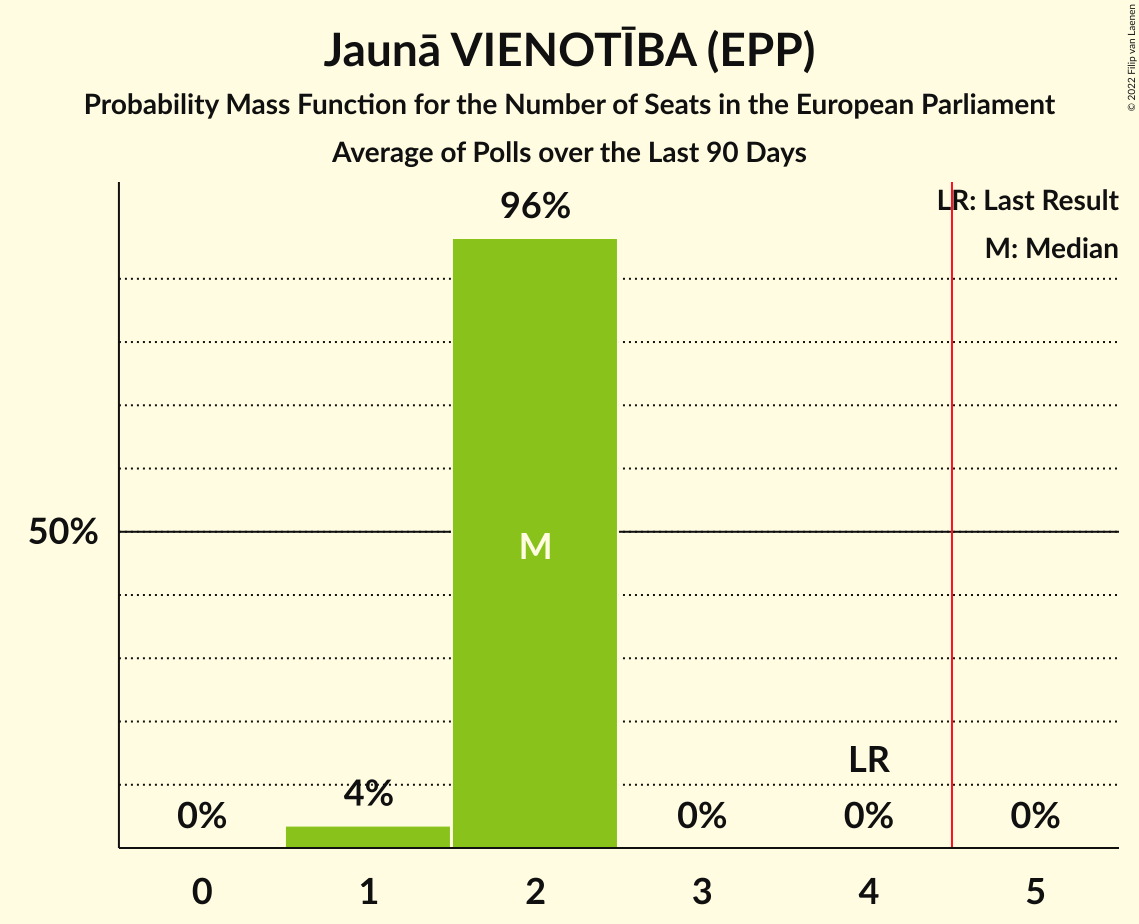 Jaunā VIENOTĪBA (EPP)
Probability Mass Function for the Number of Seats in the European Parliament
Average of Polls over the Last 90 Days
© 2022 Filip van Laenen
LR: Last Result
M: Median
96%
50%
M
LR
0%
4%
0%
0%
0%
0
1
2
3
4
5